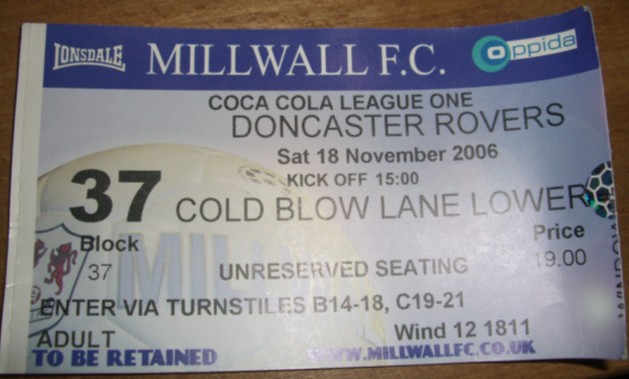 LONSDALE MILLWALL F.C. Oppida
COCA COLA LEAGUE ONE
DONCASTER ROVERS
Sat 18 November 2006
KICK OFF 15:00
37 COLD BLOW LANE LOWER
Block Price
37 UNRESERVED SEATING 19.00
ENTER VIA TURNSTILES B14-18, C19-21
ADULT Wind 12 1811
TO BE RETAINED WWW.MILLWALLFC.CO.UK
MILLWALL